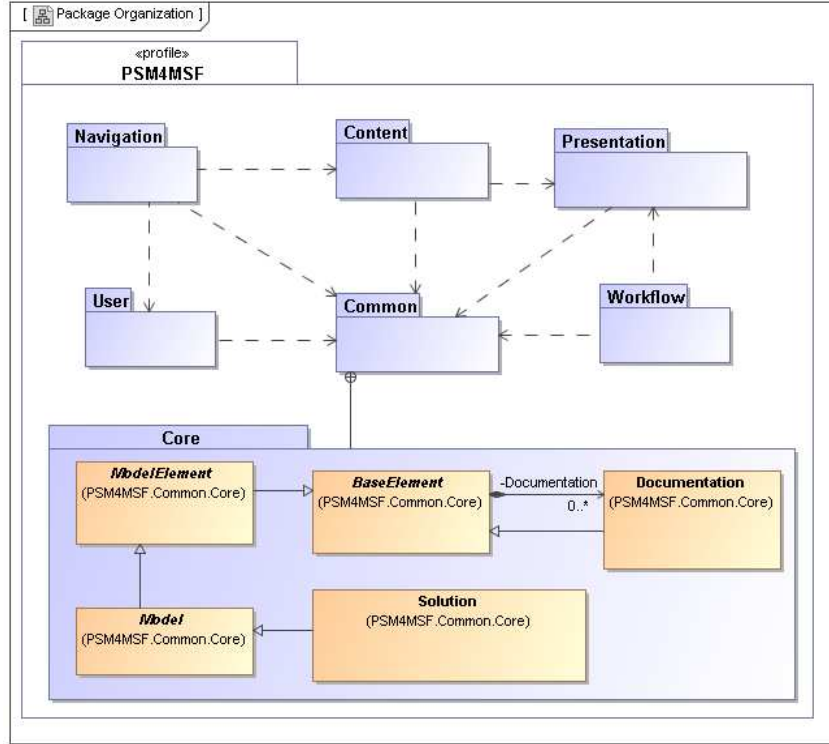 [ Package Organization ]
«profile»
PSM4MSF
Navigation
Content
Presentation
User
Common
Workflow
Core
ModelElement
(PSM4MSF.Common.Core)
BaseElement
(PSM4MSF.Common.Core)
-Documentation
0..*
Documentation
(PSM4MSF.Common.Core)
Model
(PSM4MSF.Common.Core)
Solution
(PSM4MSF.Common.Core)